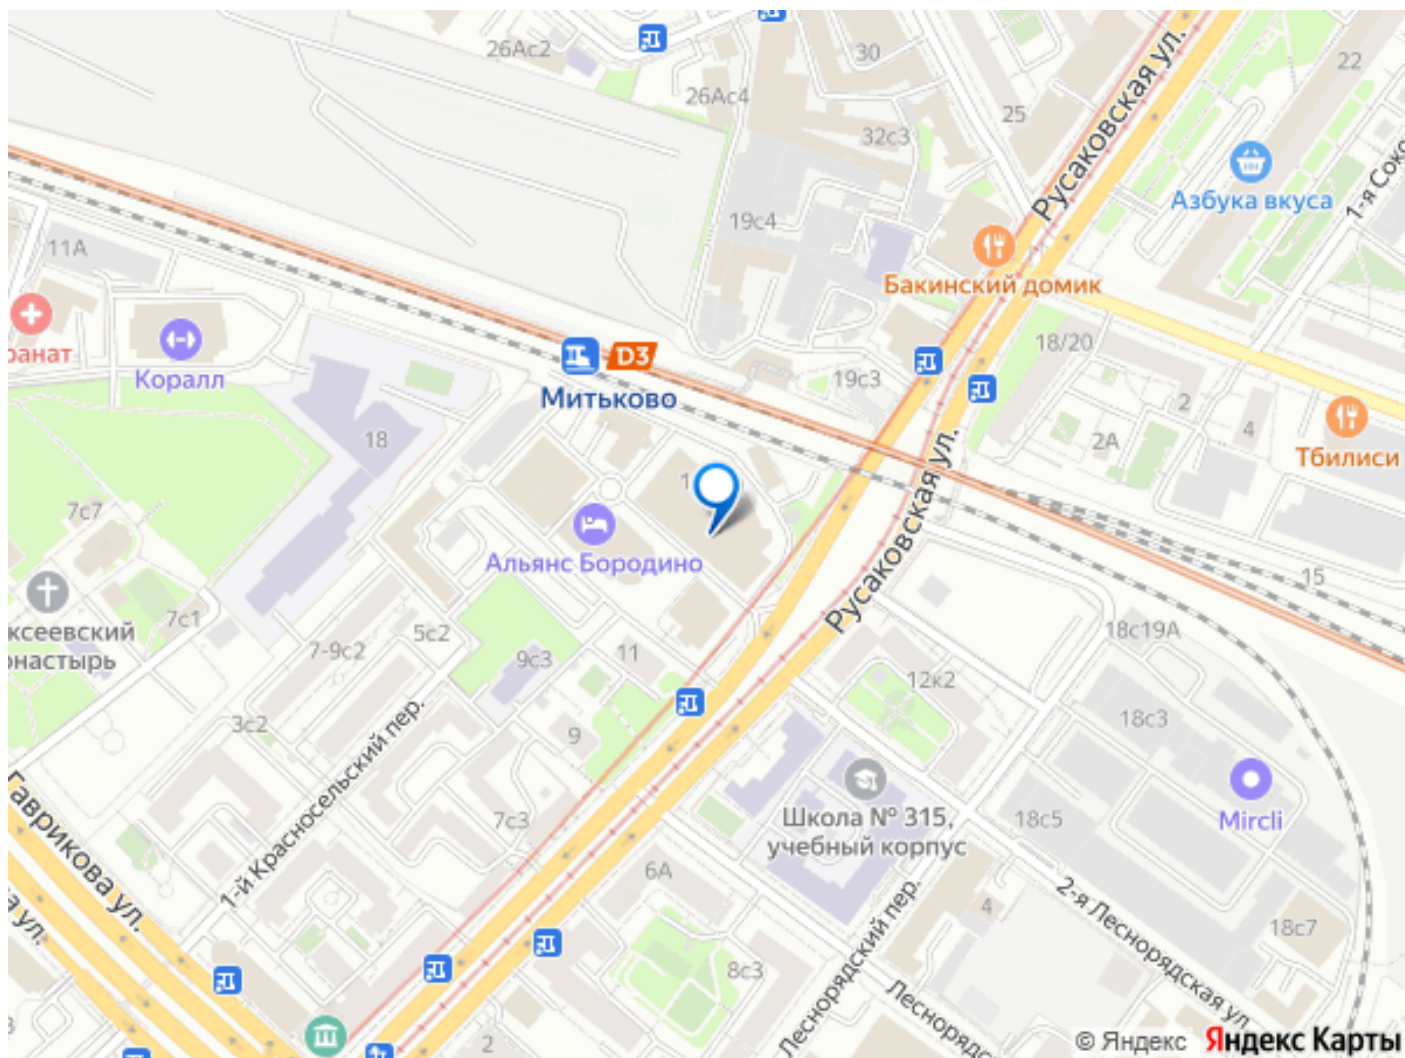 26Ас2
30
22
26Ас4
25
Русаковская ул.
32с3
Азбука вкуса
1-я Соко
19с4
11А
Бакинский домик
ранат
Коралл
D3
Митьково
18/20
19с3
2
4
2А
18
Тбилиси
Русаковская ул.
7с7
Альянс Бородино
15
7с1
ксеевский
онастырь
5с2
7-9с2
11
9с3
18с19А
12к2
3с2
9
18с3
1-й Красносельский пер.
Гаврикова ул.
7с3
Школа № 315,
учебный корпус
18с5
Mircli
6А
2-я Леснорядская ул.
4
18с7
а ул.
8с3
Леснорядский пер.
Леснорядс
2
3
© Яндекс Яндекс Карты